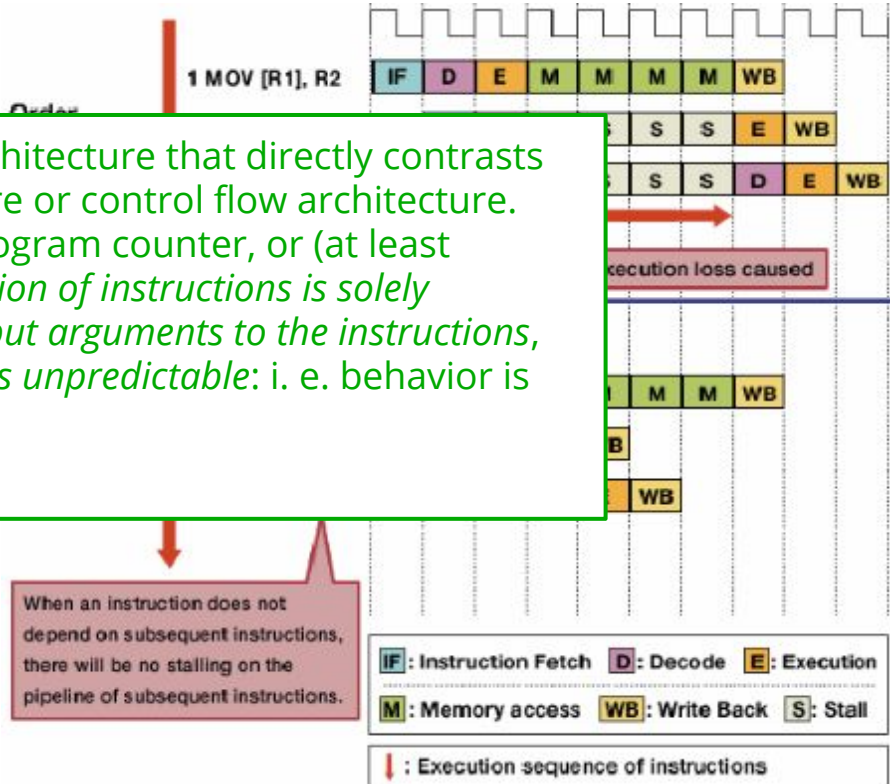 1 MOV [R1], R2 IF D E M M M M WB
Order
S S E WB
S S D E WB
hitecture that directly contrasts
re or control flow architecture.
ogram counter, or (at least
tion of instructions is solely
out arguments to the instructions,
s unpredictable: i. e. behavior is
xecution loss caused
M M WB
B
WB
When an instruction does not
depend on subsequent instructions,
there will be no stalling on the
pipeline of subsequent instructions.
IF : Instruction Fetch D : Decode E : Execution
M : Memory access WB : Write Back S : Stall
: Execution sequence of instructions